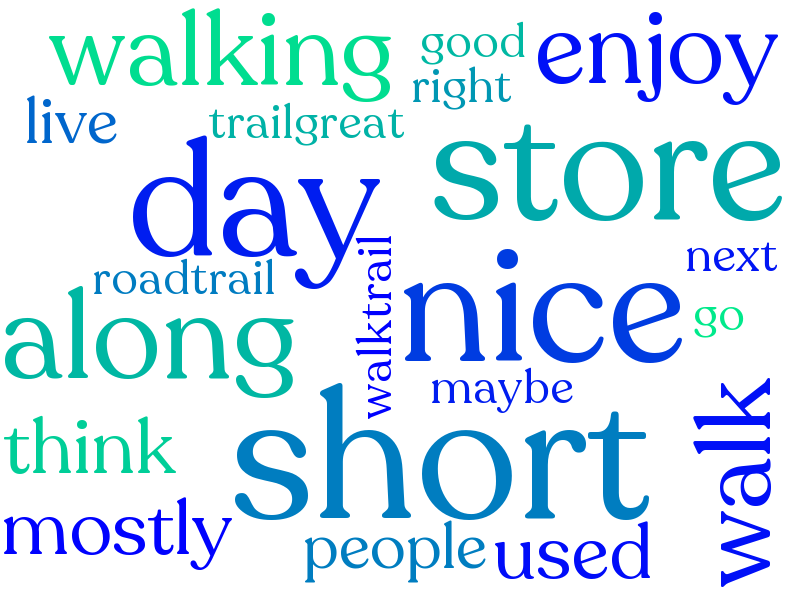 walking
good
enjoy
right
live
trailgreat
store
day
next
roadtrail
walktrail
nice
go
along
maybe
walk
think
short
mostly
people
used